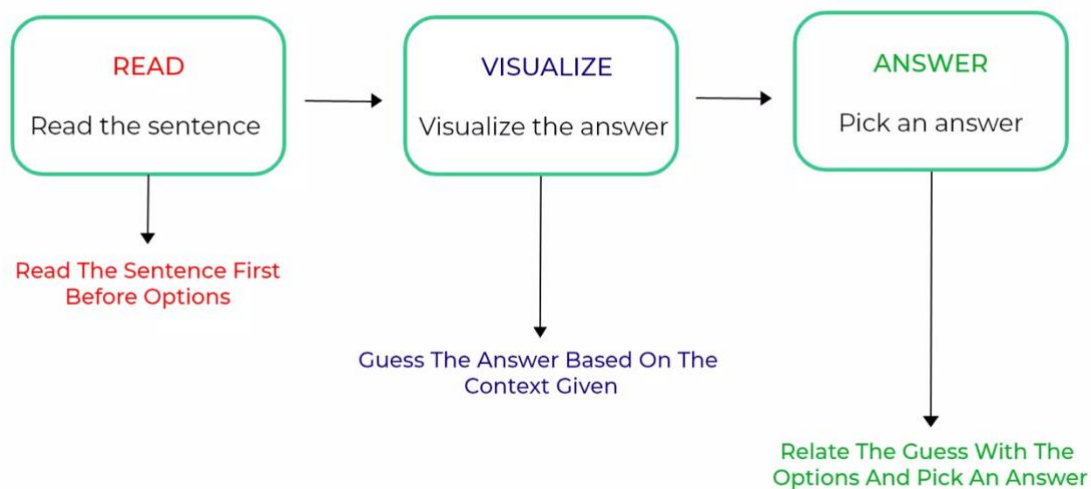 READ
Read the sentence
VISUALIZE
Visualize the answer
ANSWER
Pick an answer
Read The Sentence First
Before Options
Guess The Answer Based On The
Context Given
Relate The Guess With The
Options And Pick An Answer